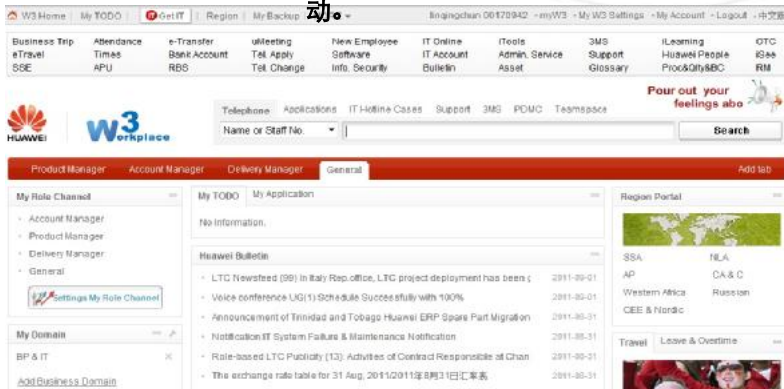 动。
W3 Home | My TODO | Get IT | Region | My Backup linqingchun 00170942 - myW3 - My W3 Settings - My Account - Logout
Business Trip Attendance e-Transfer uMeeting New Employee IT Online iTools 3MS iLearning OTC
eTravel Times Bank Account Tel. Apply Software IT Account Admin. Service Support Huawei People iSee
SSE APU RBS Tel. Change Info. Security Bulletin Asset Glossary Proc&Qlty&BC RM
Pour out your
feelings abo
HUAWEI W3 Workplace
Telephone Applications IT Hotline Cases Support 3MS PDMC Teamspace
Name or Staff No. Search
Product Manager Account Manager Delivery Manager General Add tab
My Role Channel
Account Manager
Product Manager
Delivery Manager
General
Settings My Role Channel
My Domain
BP & IT
Add Business Domain
My TODO My Application
No Information.
Huawei Bulletin
LTC Newsfeed (99) In Italy Rep.office, LTC project deployment has been 2011-09-01
Voice conference UG(1) Schedule Successfully with 100% 2011-09-01
Announcement of Trinidad and Tobago Huawei ERP Spare Part Migration 2011-08-31
Notification:IT System Failure & Maintenance Notification 2011-08-31
Role-based LTC Publicity (13): Activities of Contract Responsible at Chan 2011-08-31
The exchange rate table for 31 Aug, 2011/2011年8月31日汇率表 2011-08-31
Region Portal
SSA NLA
AP CA & C
Western Africa Russian
CEE & Nordic
Travel Leave & Overtime